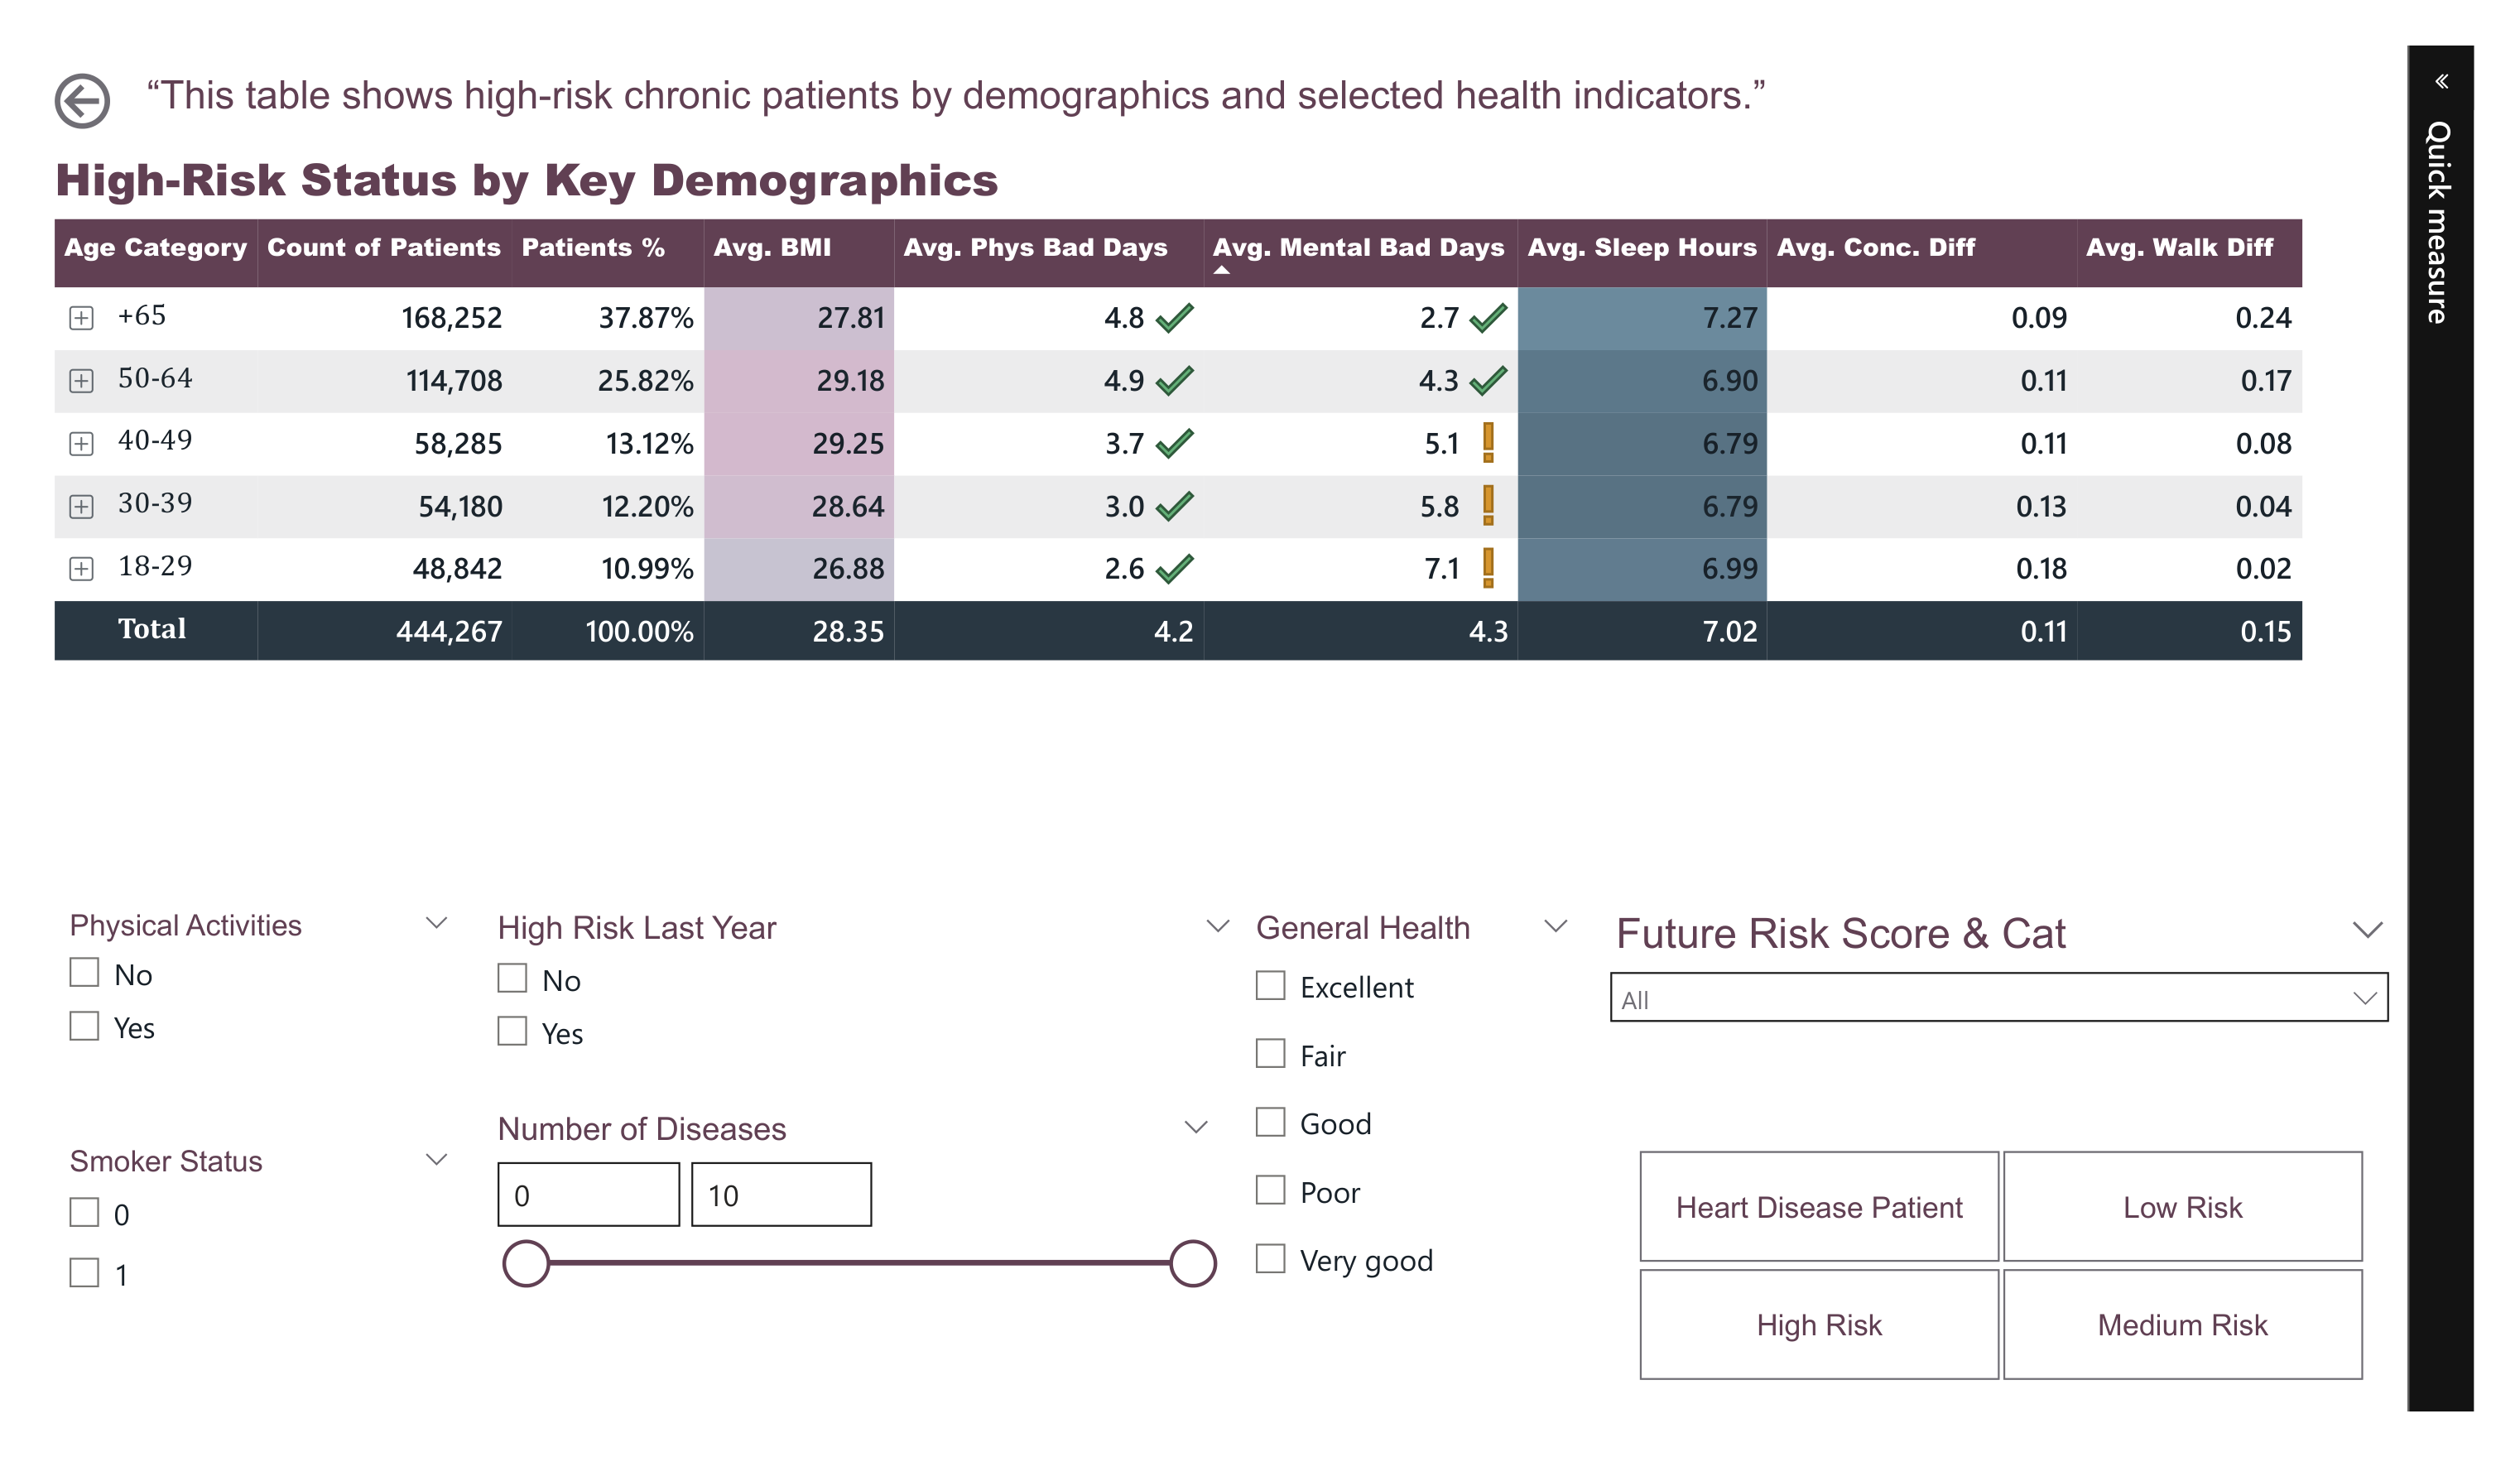 “This table shows high-risk chronic patients by demographics and selected health indicators.”
High-Risk Status by Key Demographics
Age Category Count of Patients Patients % Avg. BMI Avg. Phys Bad Days Avg. Mental Bad Days Avg. Sleep Hours Avg. Conc. Diff Avg. Walk Diff
+65 168,252 37.87% 27.81 4.8 2.7 7.27 0.09 0.24
50-64 114,708 25.82% 29.18 4.9 4.3 6.90 0.11 0.17
40-49 58,285 13.12% 29.25 3.7 5.1 6.79 0.11 0.08
30-39 54,180 12.20% 28.64 3.0 5.8 6.79 0.13 0.04
18-29 48,842 10.99% 26.88 2.6 7.1 6.99 0.18 0.02
Total 444,267 100.00% 28.35 4.2 4.3 7.02 0.11 0.15
Physical Activities
No
Yes
Smoker Status
0
1
High Risk Last Year
No
Yes
Number of Diseases
0 10
General Health
Excellent
Fair
Good
Poor
Very good
Future Risk Score & Cat
All
Heart Disease Patient Low Risk
High Risk Medium Risk
Quick measure